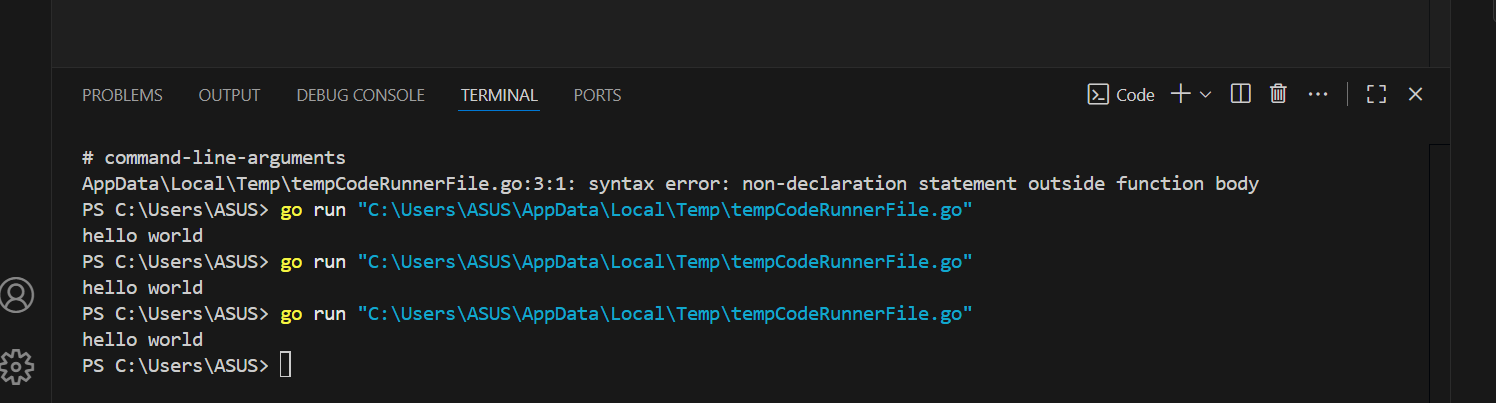 PROBLEMS OUTPUT DEBUG CONSOLE TERMINAL PORTS Code
# command-line-arguments
AppData\Local\Temp\tempCodeRunnerFile.go:3:1: syntax error: non-declaration statement outside function body
PS C:\Users\ASUS> go run "C:\Users\ASUS\AppData\Local\Temp\tempCodeRunnerFile.go"
hello world
PS C:\Users\ASUS> go run "C:\Users\ASUS\AppData\Local\Temp\tempCodeRunnerFile.go"
hello world
PS C:\Users\ASUS> go run "C:\Users\ASUS\AppData\Local\Temp\tempCodeRunnerFile.go"
hello world
PS C:\Users\ASUS>